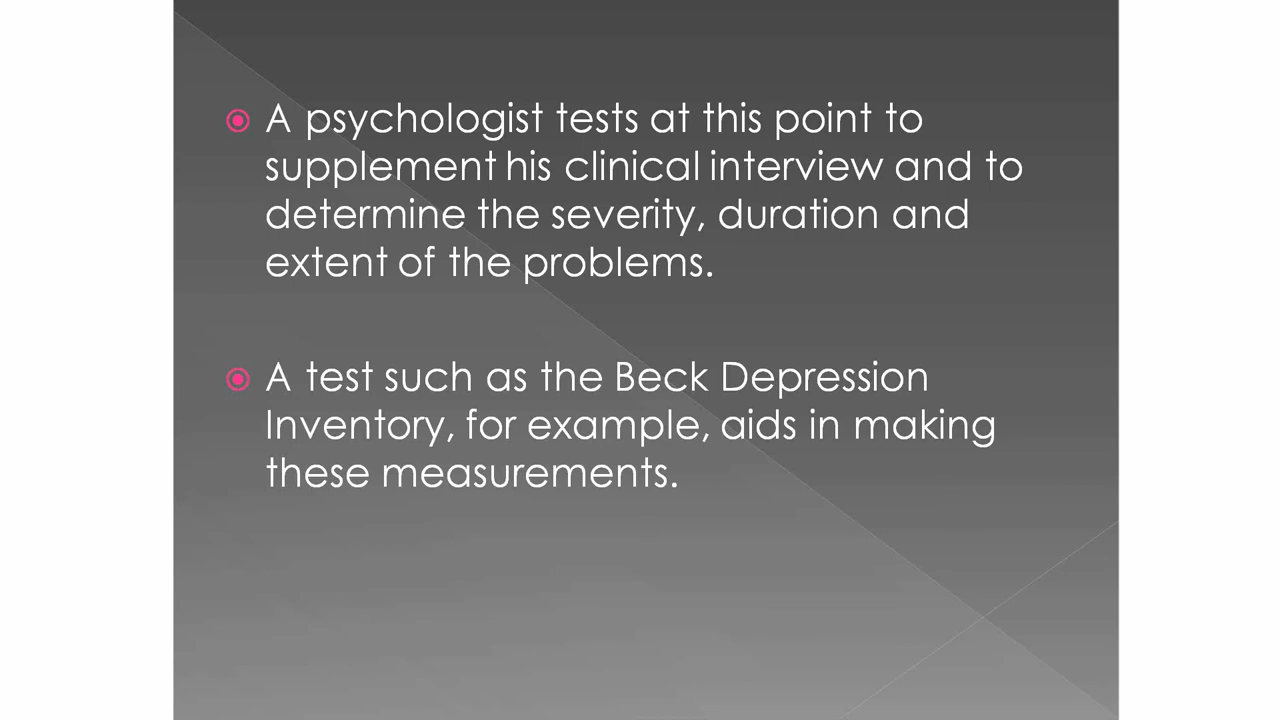 A psychologist tests at this point to
supplement his clinical interview and to
determine the severity, duration and
extent of the problems.
A test such as the Beck Depression
Inventory, for example, aids in making
these measurements.